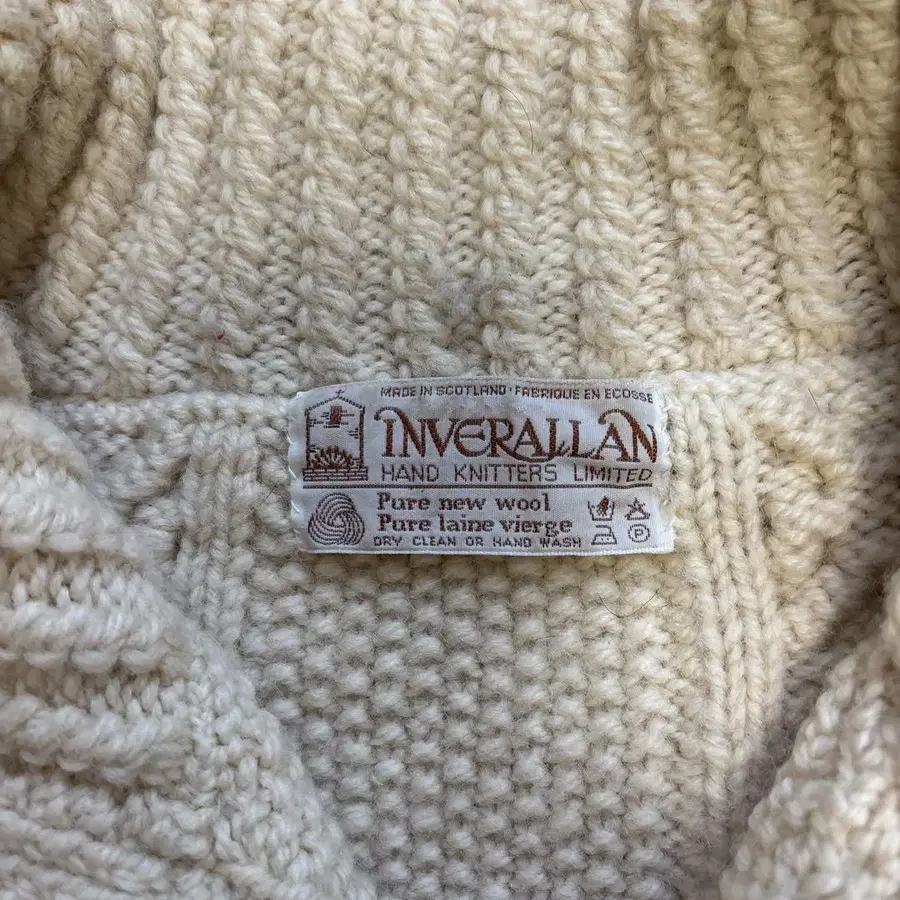 MADE IN SCOTLAND · FABRIQUE EN ECOSSE
INVERALLAN
HAND KNITTERS LIMITED
Pure new wool
Pure laine vierge
DRY CLEAN OR HAND WASH
P